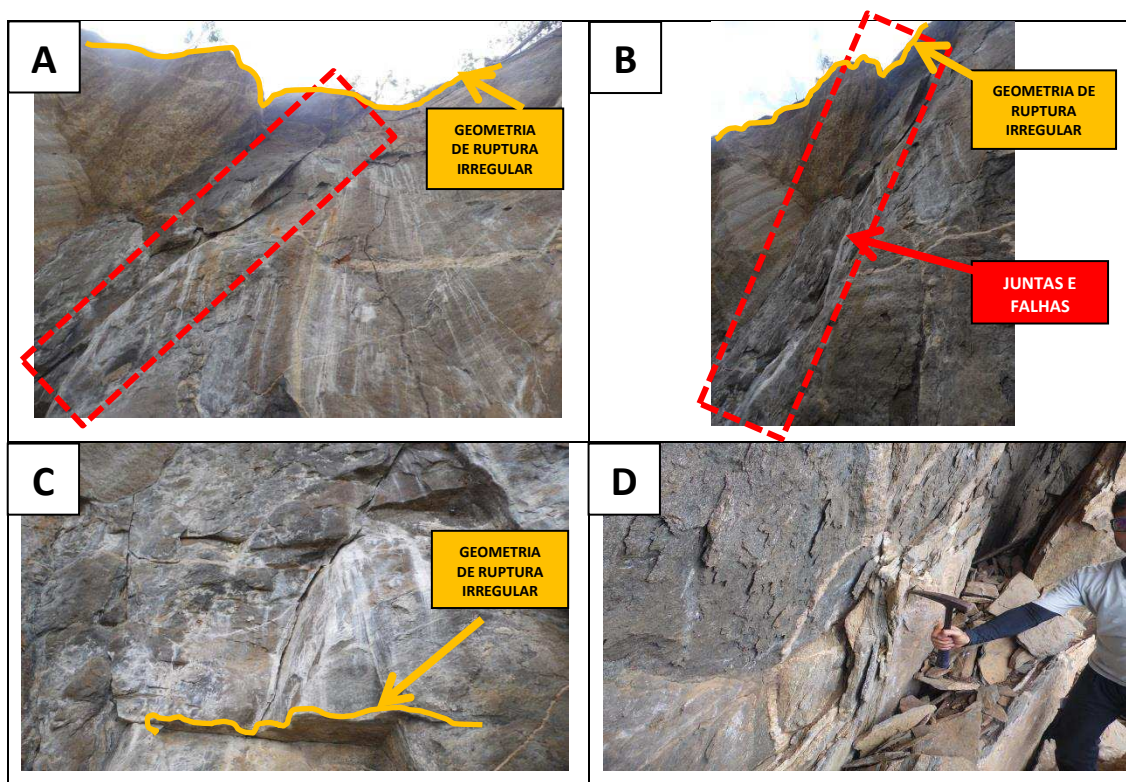 A
GEOMETRIA
DE RUPTURA
IRREGULAR
B
GEOMETRIA DE
RUPTURA
IRREGULAR
JUNTAS E
FALHAS
C
GEOMETRIA
DE RUPTURA
IRREGULAR
D